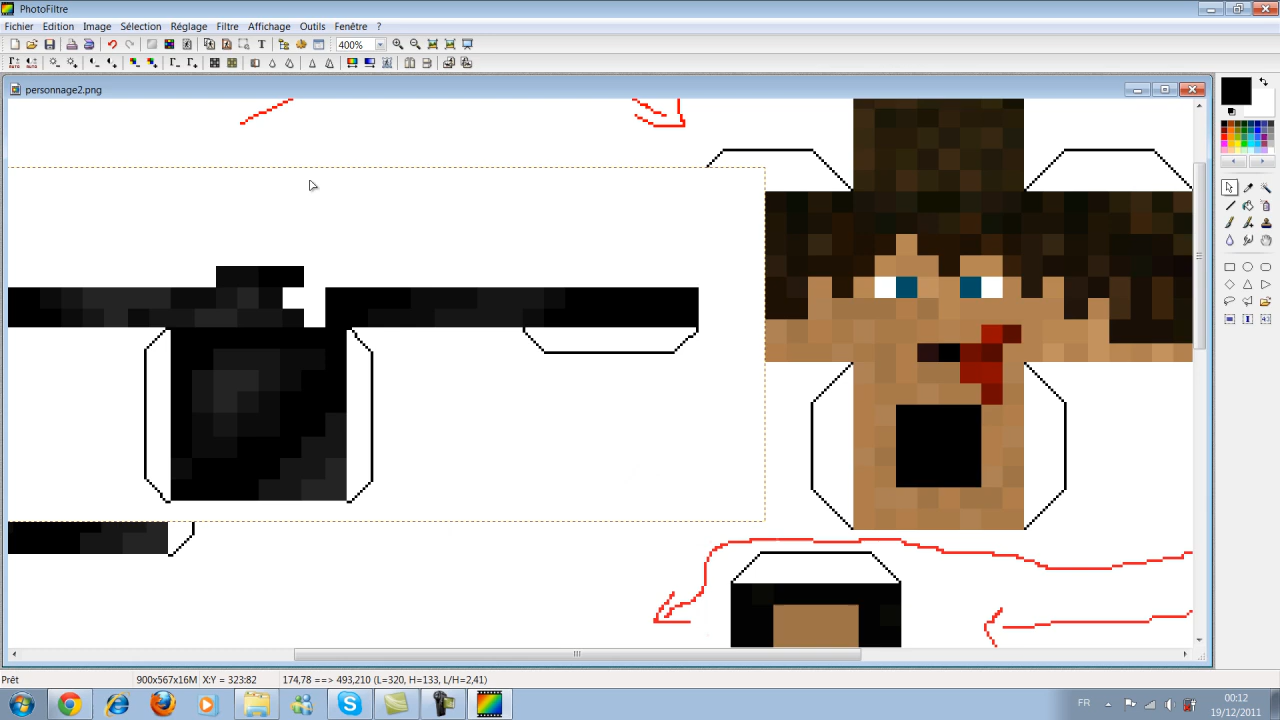 PhotoFiltre
Fichier Edition Image Sélection Réglage Filtre Affichage Outils Fenêtre ?
T 400%
personnage2.png
Prêt 900x567x16M X:Y = 323:82 174,78 ==> 493,210 (L=320, H=133, L/H=2,41)
FR 00:12
19/12/2011